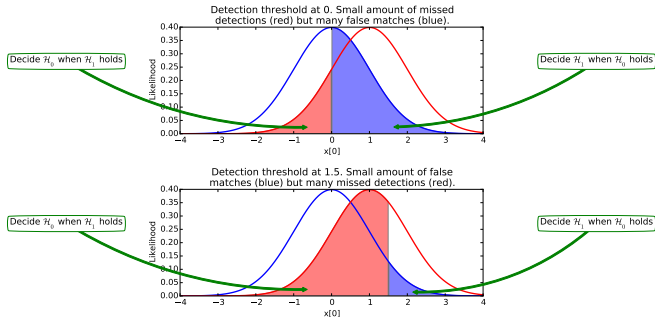 Detection threshold at 0. Small amount of missed
detections (red) but many false matches (blue).
0.40
0.35
0.30
0.25
0.20
0.15
0.10
0.05
0.00
Likelihood
−4 −3 −2 −1 0 1 2 3 4
x[0]
Decide ℋ₀ when ℋ₁ holds
Decide ℋ₁ when ℋ₀ holds
Detection threshold at 1.5. Small amount of false
matches (blue) but many missed detections (red).
0.40
0.35
0.30
0.25
0.20
0.15
0.10
0.05
0.00
Likelihood
−4 −3 −2 −1 0 1 2 3 4
x[0]
Decide ℋ₀ when ℋ₁ holds
Decide ℋ₁ when ℋ₀ holds